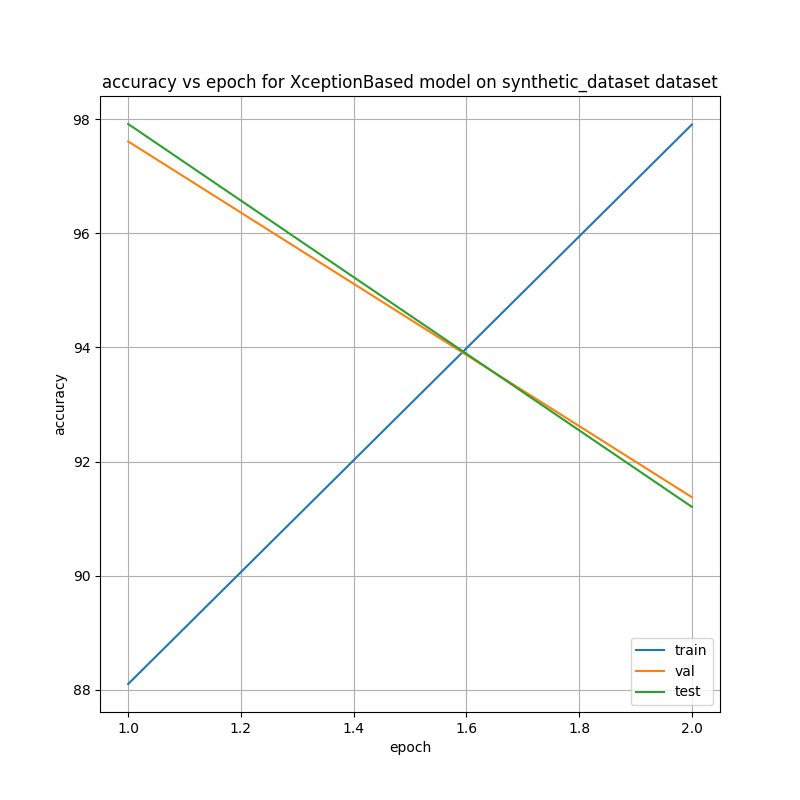 accuracy vs epoch for XceptionBased model on synthetic_dataset dataset
98
96
94
92
90
88
accuracy
1.0 1.2 1.4 1.6 1.8 2.0
epoch
train
val
test